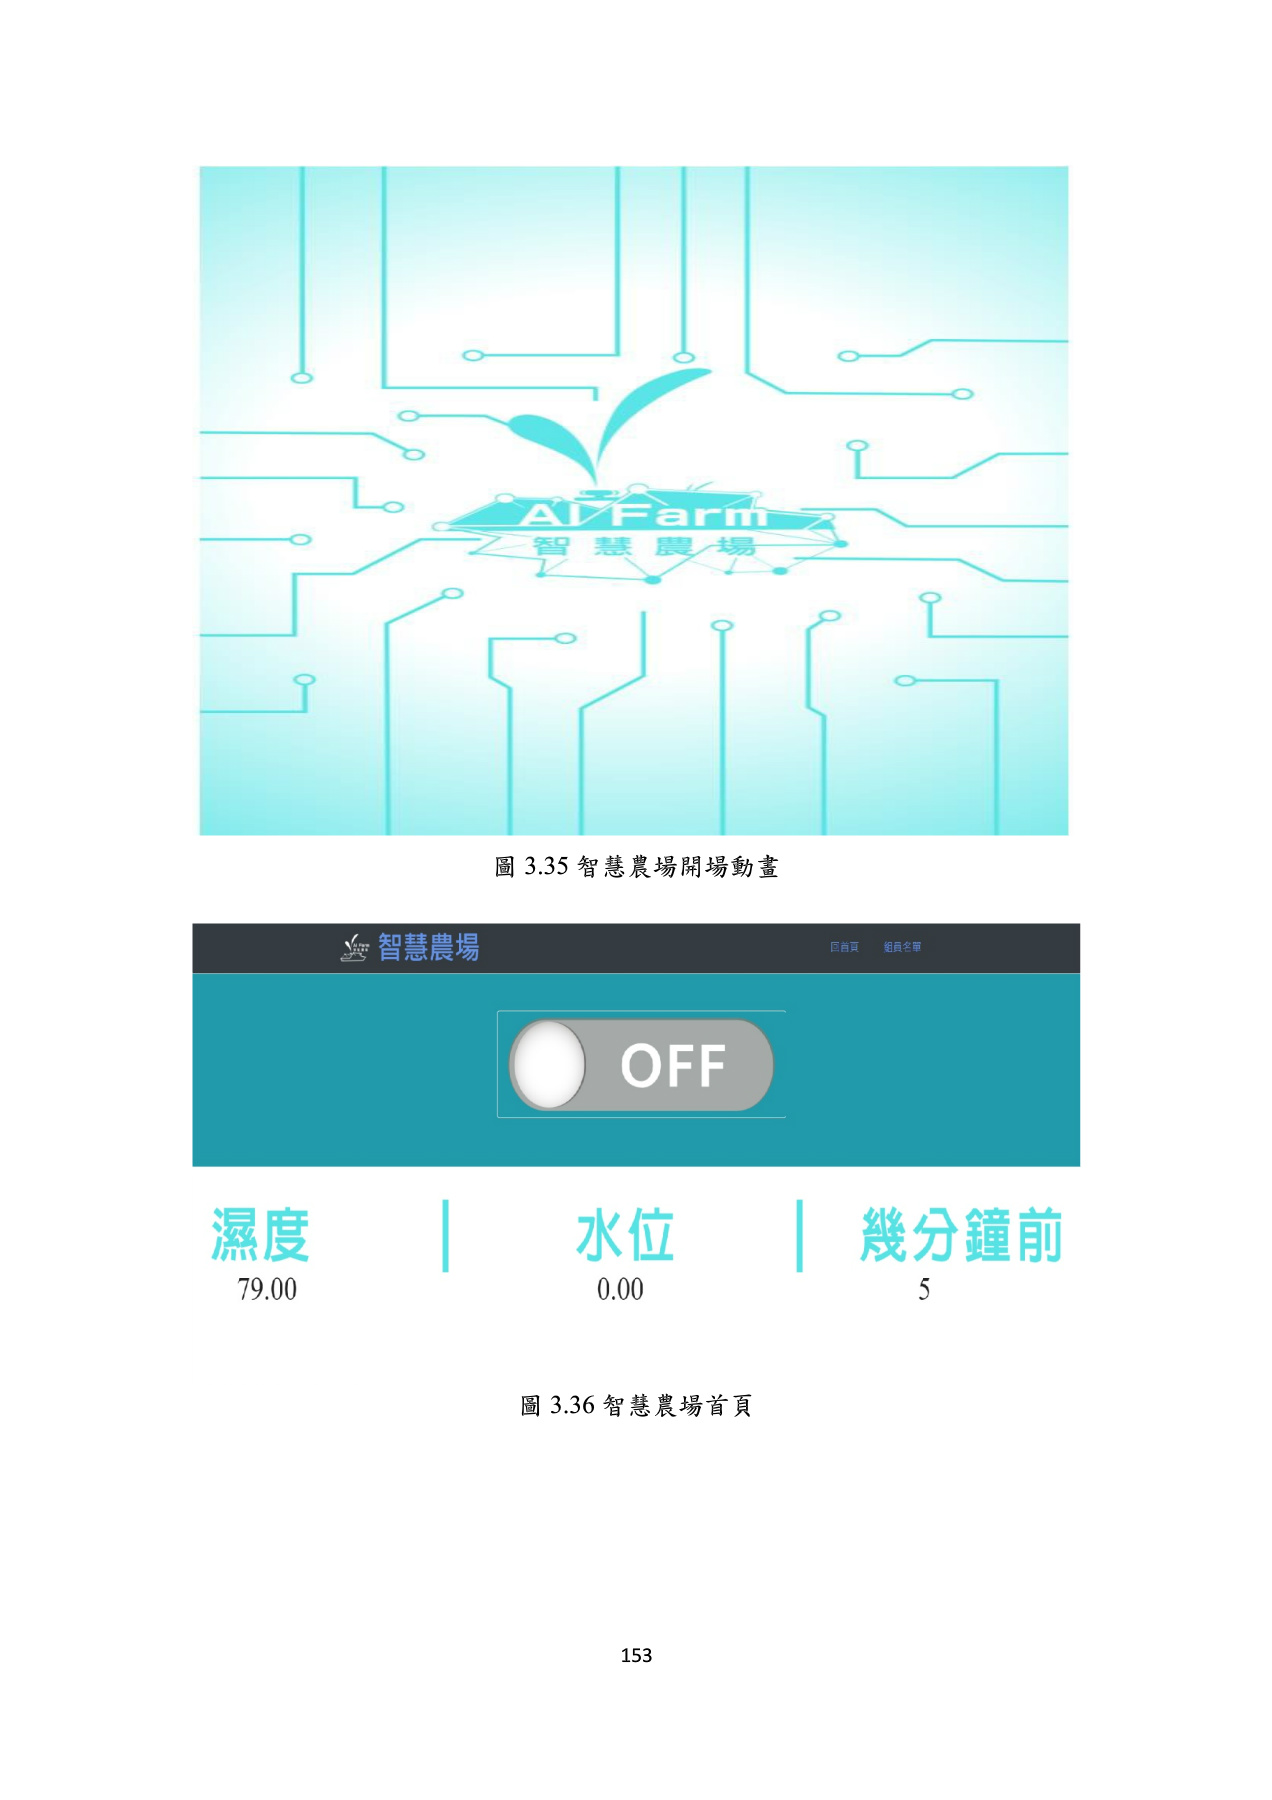 AI Farm
智慧農場
圖 3.35 智慧農場開場動畫
智慧農場 回首頁 組員名單
OFF
濕度 水位 幾分鐘前
79.00 0.00 5
圖 3.36 智慧農場首頁
153